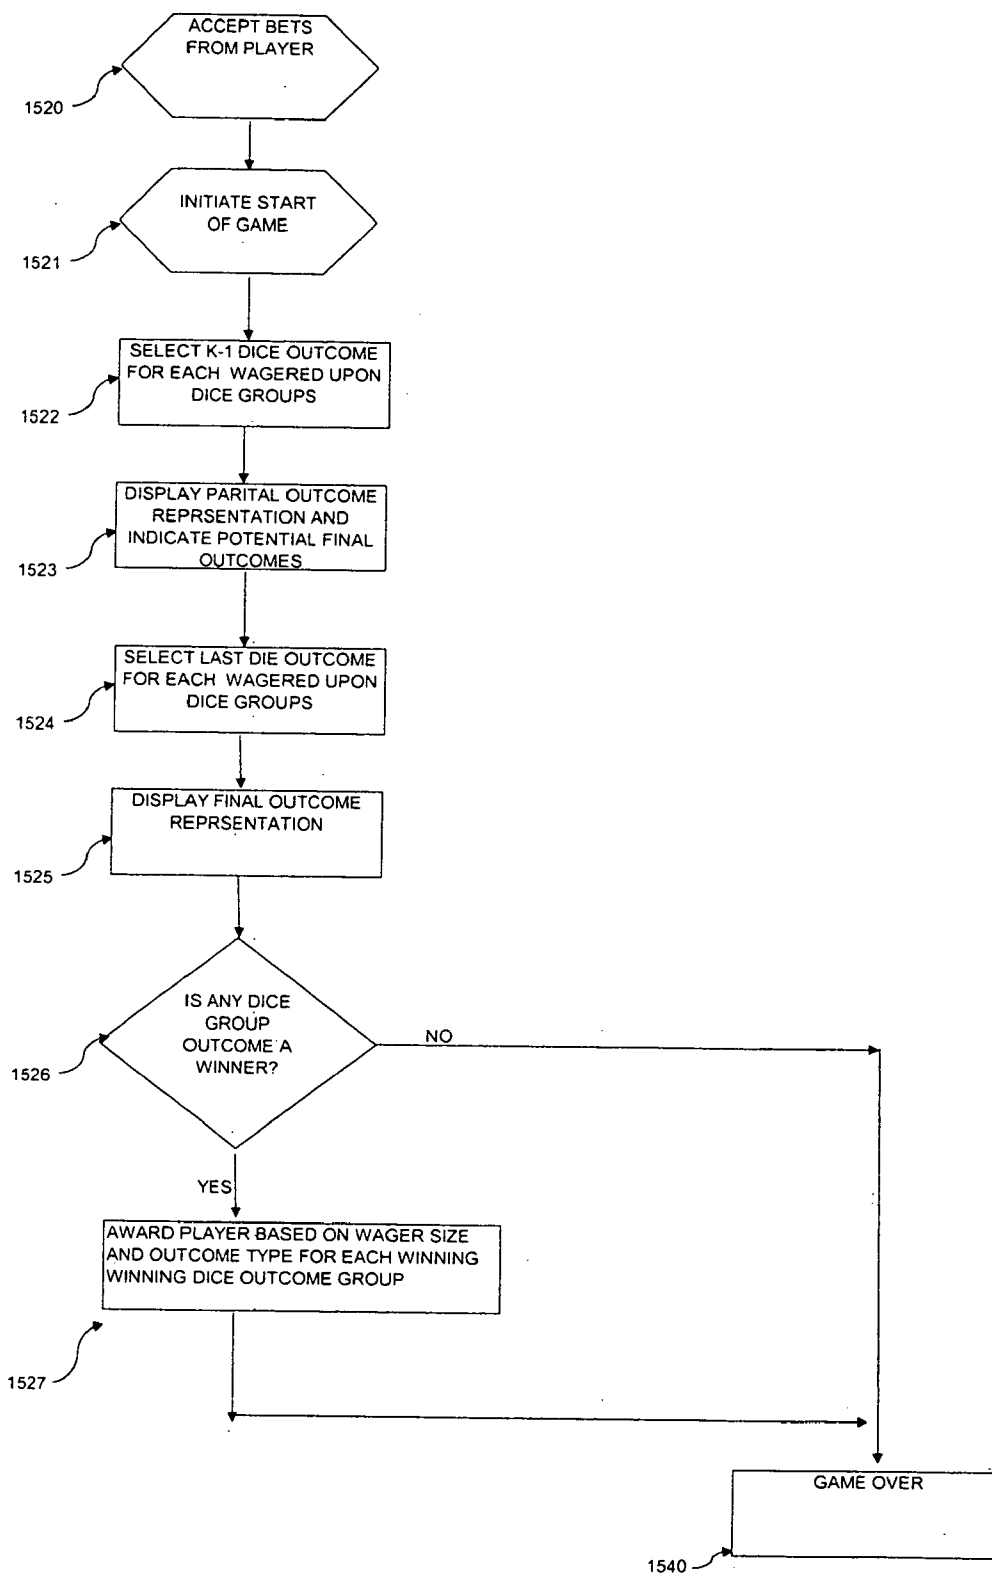 ACCEPT BETS
FROM PLAYER
1520
INITIATE START
OF GAME
1521
SELECT K-1 DICE OUTCOME
FOR EACH WAGERED UPON
DICE GROUPS
1522
DISPLAY PARITAL OUTCOME
REPRSENTATION AND
INDICATE POTENTIAL FINAL
OUTCOMES
1523
SELECT LAST DIE OUTCOME
FOR EACH WAGERED UPON
DICE GROUPS
1524
DISPLAY FINAL OUTCOME
REPRSENTATION
1525
IS ANY DICE
GROUP
OUTCOME A
WINNER?
NO
1526
YES
AWARD PLAYER BASED ON WAGER SIZE
AND OUTCOME TYPE FOR EACH WINNING
WINNING DICE OUTCOME GROUP
1527
GAME OVER
1540